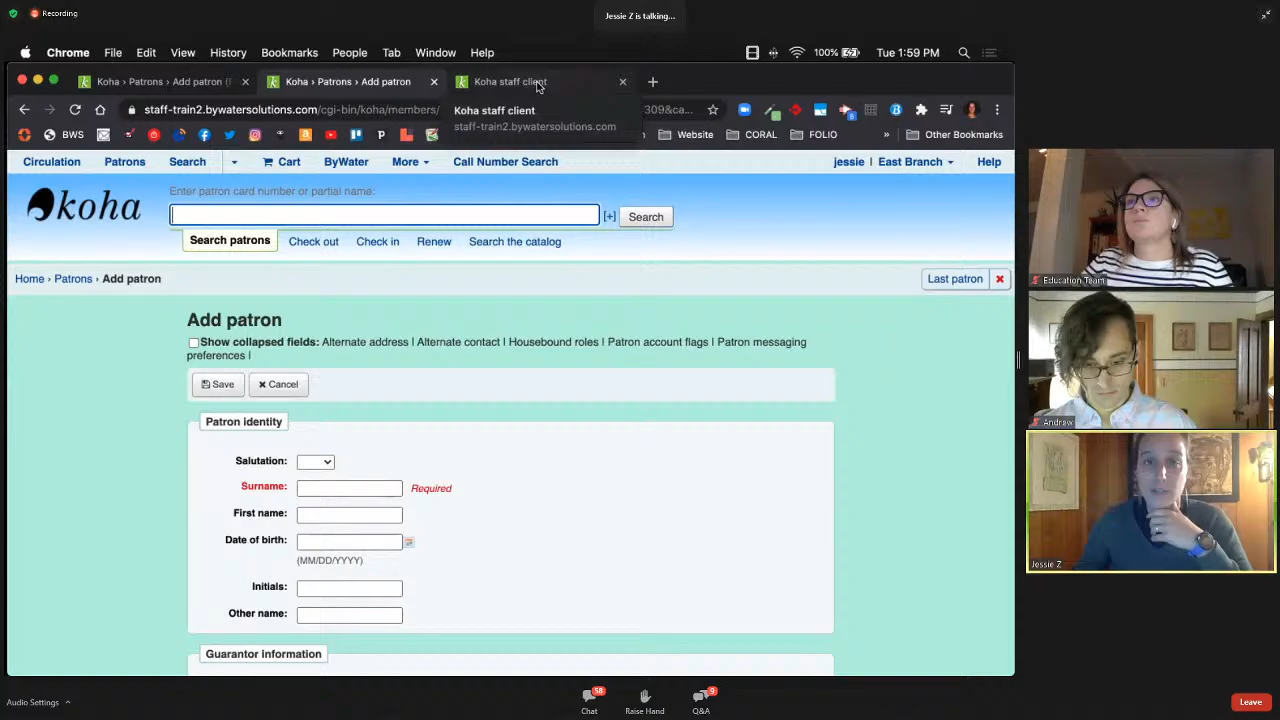 Recording
Jessie Z is talking...
Chrome File Edit View History Bookmarks People Tab Window Help
100% Tue 1:59 PM
Koha › Patrons › Add patron (
Koha › Patrons › Add patron
Koha staff client
staff-train2.bywatersolutions.com/cgi-bin/koha/members/
309&ca...
Koha staff client
staff-train2.bywatersolutions.com
BWS
Website CORAL FOLIO » Other Bookmarks
Circulation Patrons Search Cart ByWater More Call Number Search jessie | East Branch Help
koha
Enter patron card number or partial name:
[+] Search
Search patrons Check out Check in Renew Search the catalog
Home › Patrons › Add patron
Last patron
Add patron
Show collapsed fields: Alternate address | Alternate contact | Housebound roles | Patron account flags | Patron messaging
preferences |
Save Cancel
Patron identity
Salutation:
Surname: Required
First name:
Date of birth:
(MM/DD/YYYY)
Initials:
Other name:
Guarantor information
Education Team
Andrew
Jessie Z
Audio Settings
58
Chat
Raise Hand
9
Q&A
Leave